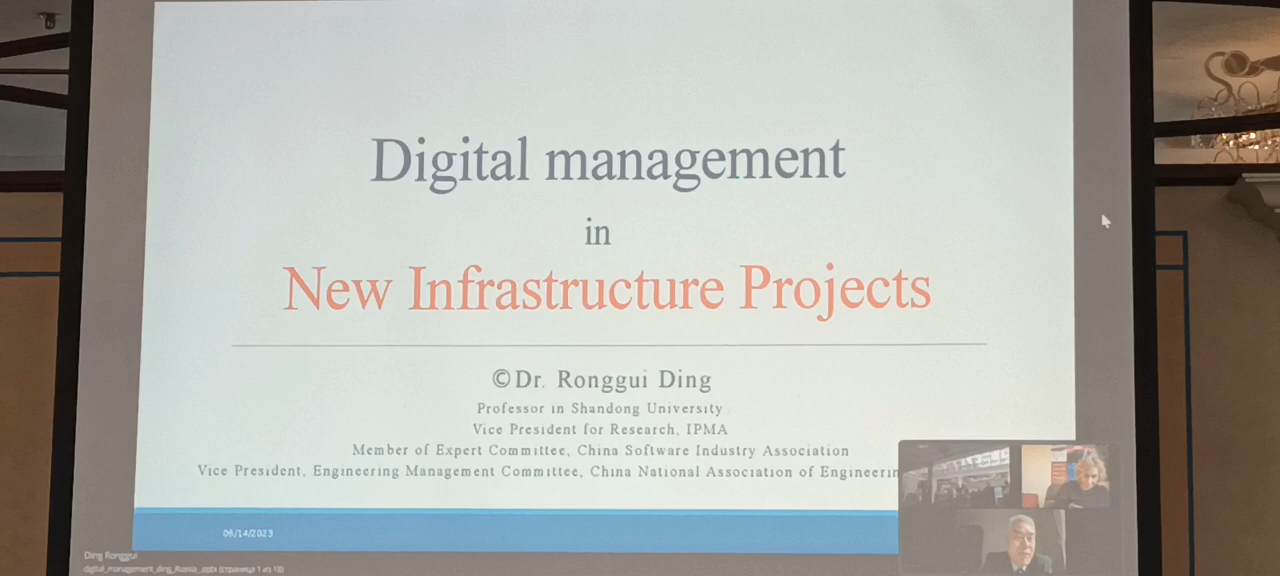 Digital management
in
New Infrastructure Projects
©Dr. Ronggui Ding
Professor in Shandong University
Vice President for Research, IPMA
Member of Expert Committee, China Software Industry Association
Vice President, Engineering Management Committee, China National Association of Engineerin
06/14/2023
Ding Ronggui
digital_management_ding_Russia_.pptx (страница 1 из 18)